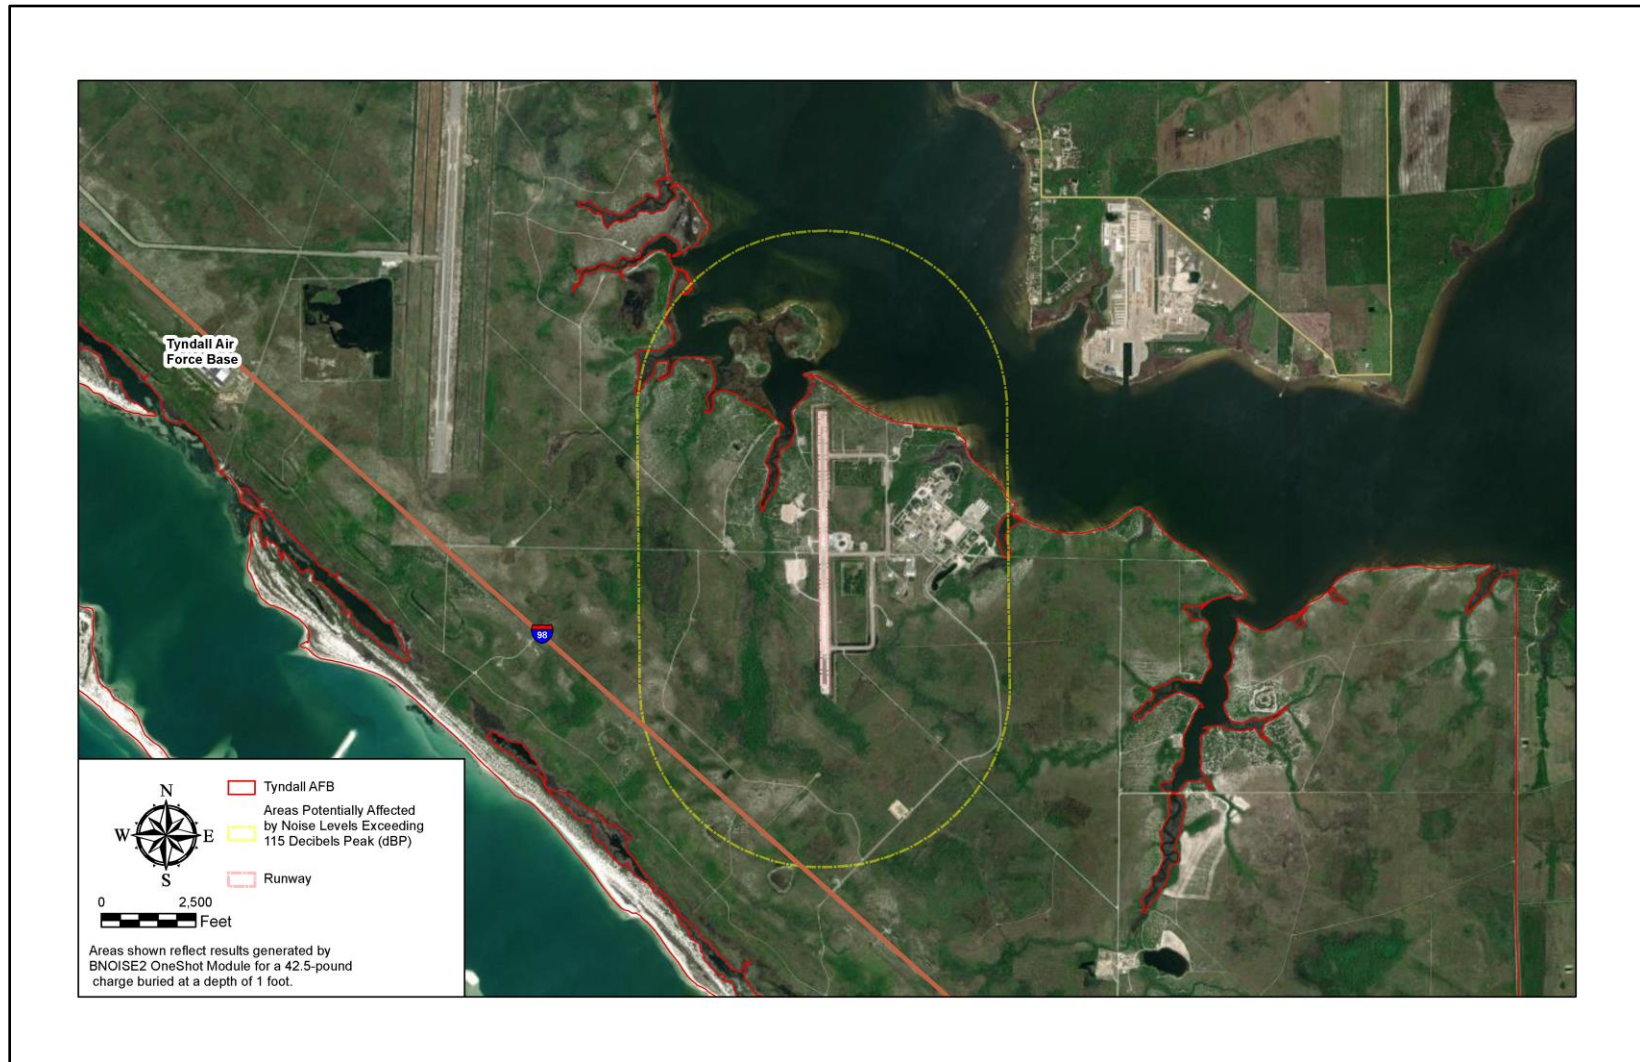 Tyndall Air
Force Base
98
N
W
E
S
0
2,500
Feet
Tyndall AFB
Areas Potentially Affected
by Noise Levels Exceeding
115 Decibels Peak (dBP)
Runway
Areas shown reflect results generated by
BNOISE2 OneShot Module for a 42.5-pound
charge buried at a depth of 1 foot.